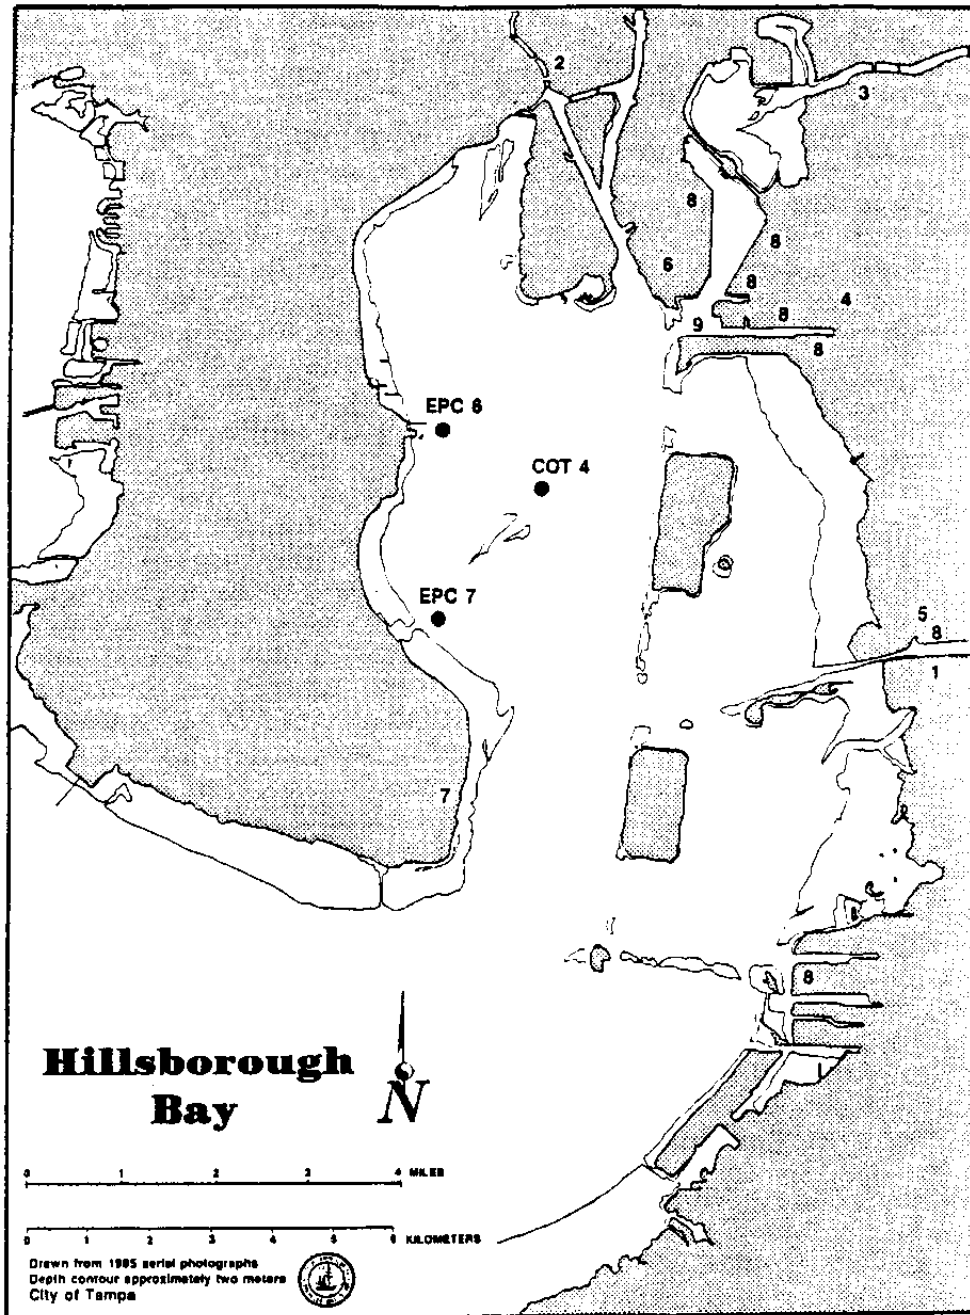 2
3
8
8
6
8
4
9
8
8
EPC 6
COT 4
EPC 7
5
8
1
7
8
Hillsborough
Bay
N
0 1 2 3 4 MILES
0 1 2 3 4 5 6 KILOMETERS
Drawn from 1985 aerial photographs
Depth contour approximately two meters
City of Tampa